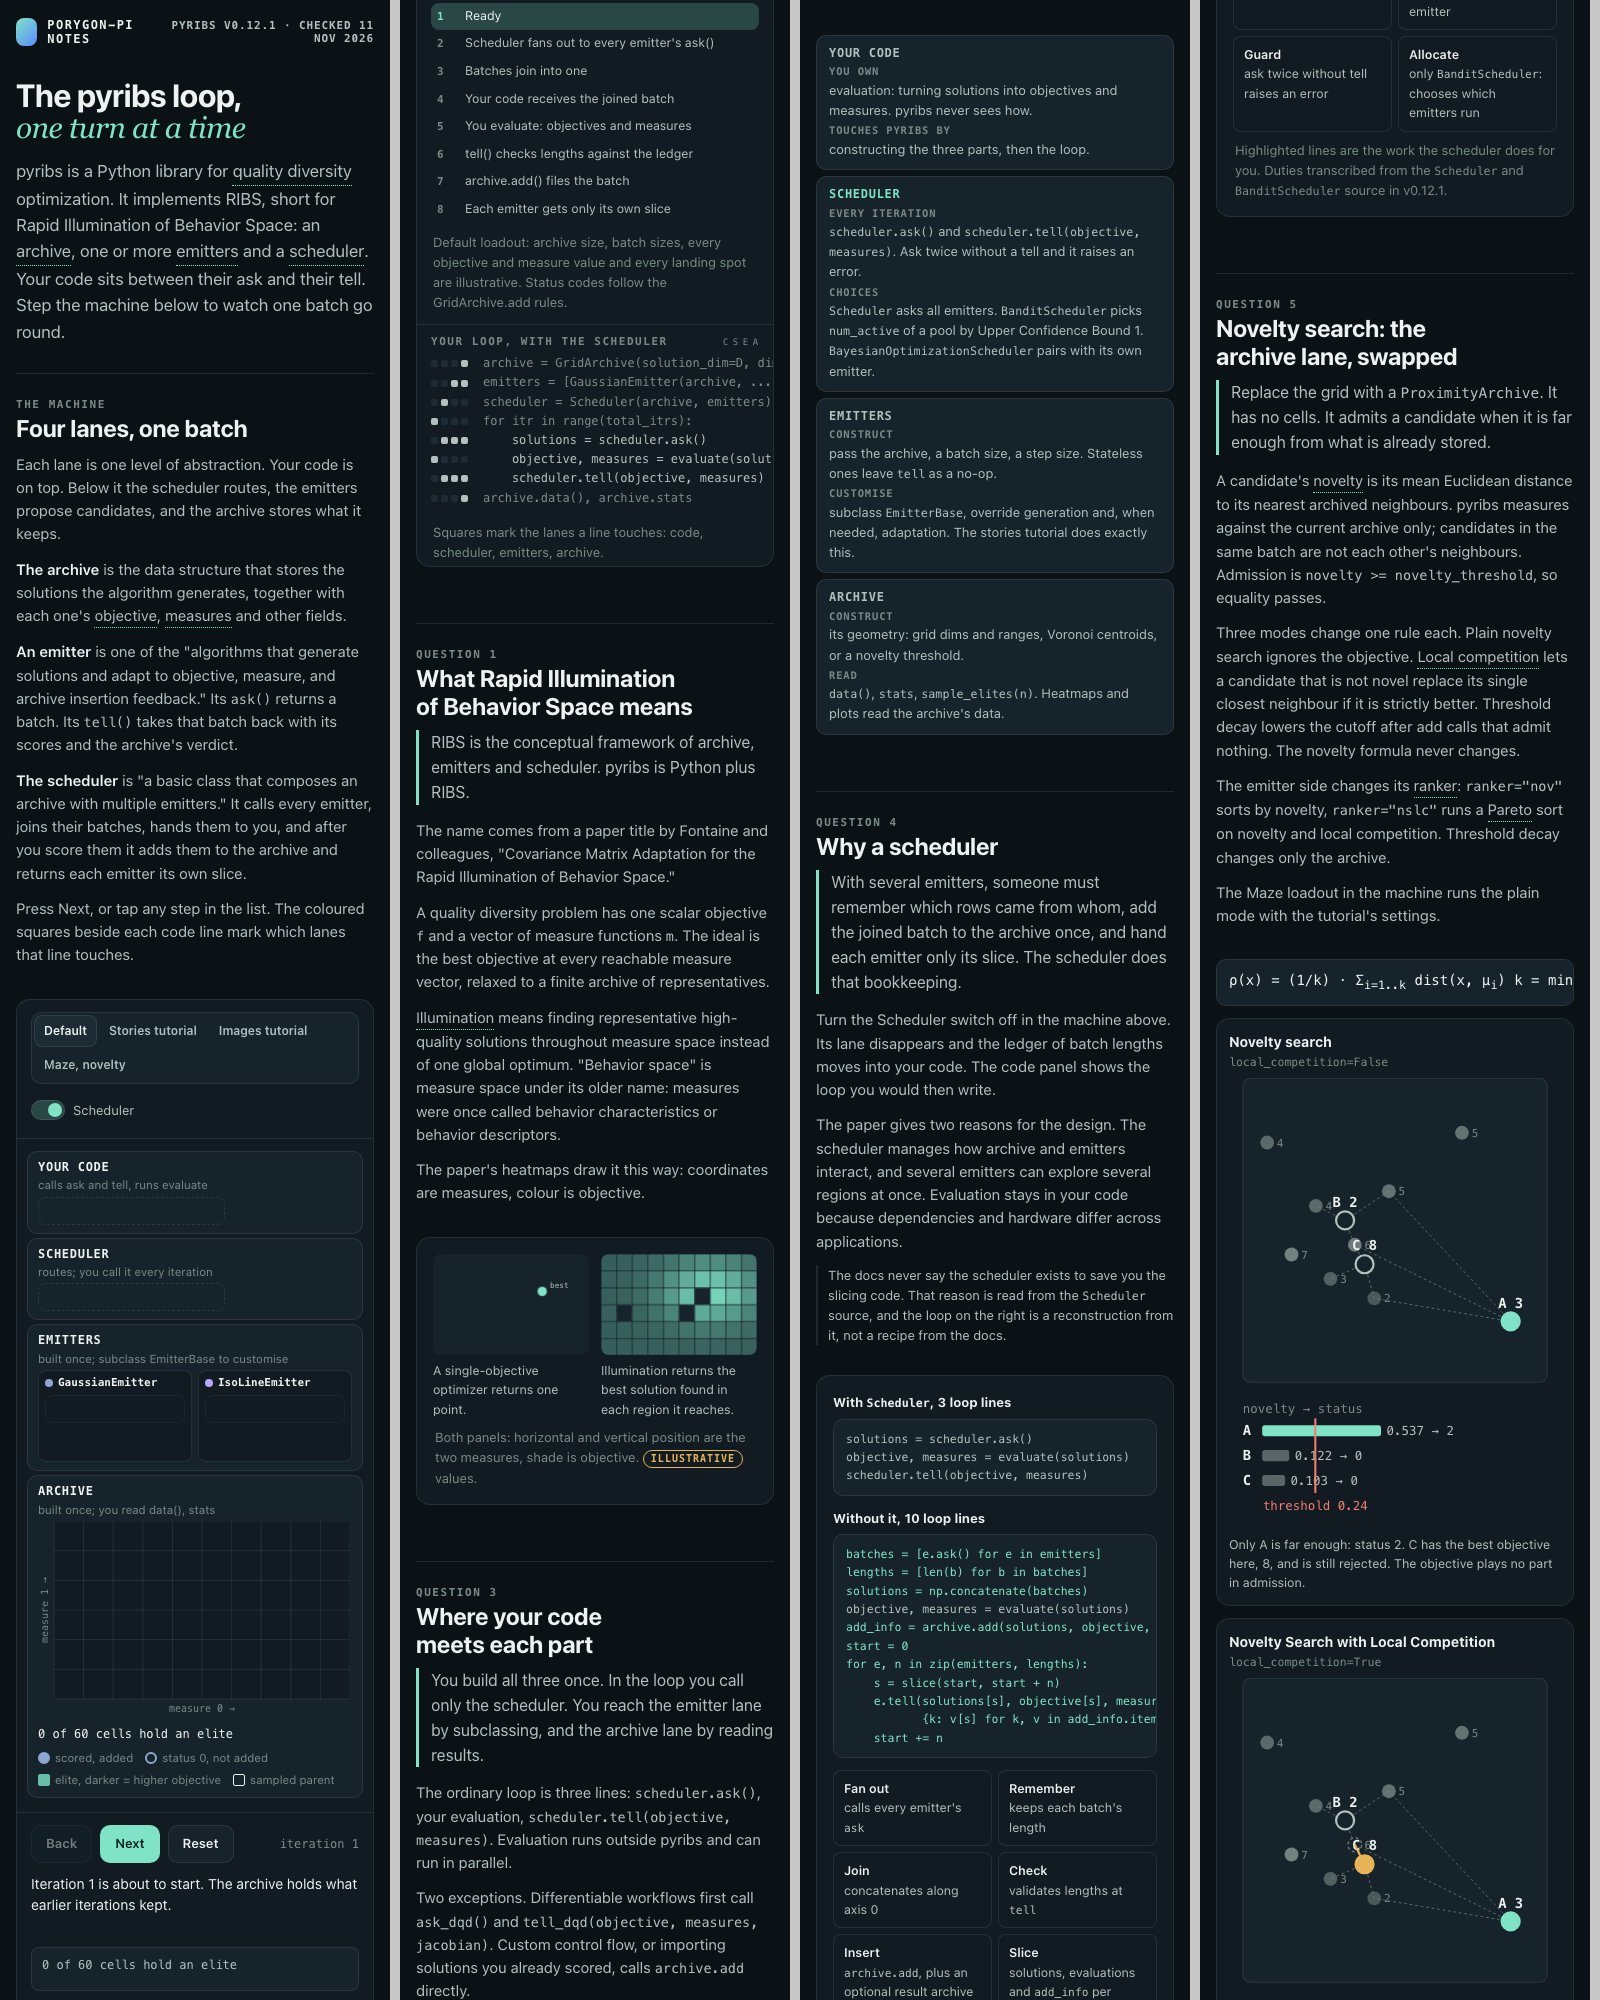 PORYGON-PI
NOTES
PYRIBS V0.12.1 · CHECKED 11
NOV 2026
The pyribs loop,
one turn at a time
pyribs is a Python library for quality diversity
optimization. It implements RIBS, short for
Rapid Illumination of Behavior Space: an
archive, one or more emitters and a scheduler.
Your code sits between their ask and their tell.
Step the machine below to watch one batch go
round.
THE MACHINE
Four lanes, one batch
Each lane is one level of abstraction. Your code is
on top. Below it the scheduler routes, the emitters
propose candidates, and the archive stores what it
keeps.
The archive is the data structure that stores the
solutions the algorithm generates, together with
each one's objective, measures and other fields.
An emitter is one of the "algorithms that generate
solutions and adapt to objective, measure, and
archive insertion feedback." Its ask() returns a
batch. Its tell() takes that batch back with its
scores and the archive's verdict.
The scheduler is "a basic class that composes an
archive with multiple emitters." It calls every emitter,
joins their batches, hands them to you, and after
you score them it adds them to the archive and
returns each emitter its own slice.
Press Next, or tap any step in the list. The coloured
squares beside each code line mark which lanes
that line touches.
Default
Stories tutorial
Images tutorial
Maze, novelty
Scheduler
YOUR CODE
calls ask and tell, runs evaluate
SCHEDULER
routes; you call it every iteration
EMITTERS
built once; subclass EmitterBase to customise
GaussianEmitter
IsoLineEmitter
ARCHIVE
built once; you read data(), stats
measure 1 →
measure 0 →
0 of 60 cells hold an elite
scored, added
status 0, not added
elite, darker = higher objective
sampled parent
Back
Next
Reset
iteration 1
Iteration 1 is about to start. The archive holds what
earlier iterations kept.
0 of 60 cells hold an elite
1 Ready
2 Scheduler fans out to every emitter's ask()
3 Batches join into one
4 Your code receives the joined batch
5 You evaluate: objectives and measures
6 tell() checks lengths against the ledger
7 archive.add() files the batch
8 Each emitter gets only its own slice
Default loadout: archive size, batch sizes, every
objective and measure value and every landing spot
are illustrative. Status codes follow the
GridArchive.add rules.
YOUR LOOP, WITH THE SCHEDULER
C S E A
archive = GridArchive(solution_dim=D, di
emitters = [GaussianEmitter(archive, ...
scheduler = Scheduler(archive, emitters)
for itr in range(total_itrs):
solutions = scheduler.ask()
objective, measures = evaluate(solut
scheduler.tell(objective, measures)
archive.data(), archive.stats
Squares mark the lanes a line touches: code,
scheduler, emitters, archive.
QUESTION 1
What Rapid Illumination
of Behavior Space means
RIBS is the conceptual framework of archive,
emitters and scheduler. pyribs is Python plus
RIBS.
The name comes from a paper title by Fontaine and
colleagues, "Covariance Matrix Adaptation for the
Rapid Illumination of Behavior Space."
A quality diversity problem has one scalar objective
f and a vector of measure functions m. The ideal is
the best objective at every reachable measure
vector, relaxed to a finite archive of representatives.
Illumination means finding representative high-
quality solutions throughout measure space instead
of one global optimum. "Behavior space" is
measure space under its older name: measures
were once called behavior characteristics or
behavior descriptors.
The paper's heatmaps draw it this way: coordinates
are measures, colour is objective.
best
A single-objective
optimizer returns one
point.
Illumination returns the
best solution found in
each region it reaches.
Both panels: horizontal and vertical position are the
two measures, shade is objective. ILLUSTRATIVE
values.
QUESTION 3
Where your code
meets each part
You build all three once. In the loop you call
only the scheduler. You reach the emitter lane
by subclassing, and the archive lane by reading
results.
The ordinary loop is three lines: scheduler.ask(),
your evaluation, scheduler.tell(objective,
measures). Evaluation runs outside pyribs and can
run in parallel.
Two exceptions. Differentiable workflows first call
ask_dqd() and tell_dqd(objective, measures,
jacobian). Custom control flow, or importing
solutions you already scored, calls archive.add
directly.
YOUR CODE
YOU OWN
evaluation: turning solutions into objectives and
measures. pyribs never sees how.
TOUCHES PYRIBS BY
constructing the three parts, then the loop.
SCHEDULER
EVERY ITERATION
scheduler.ask() and scheduler.tell(objective,
measures). Ask twice without a tell and it raises an
error.
CHOICES
Scheduler asks all emitters. BanditScheduler picks
num_active of a pool by Upper Confidence Bound 1.
BayesianOptimizationScheduler pairs with its own
emitter.
EMITTERS
CONSTRUCT
pass the archive, a batch size, a step size. Stateless
ones leave tell as a no-op.
CUSTOMISE
subclass EmitterBase, override generation and, when
needed, adaptation. The stories tutorial does exactly
this.
ARCHIVE
CONSTRUCT
its geometry: grid dims and ranges, Voronoi centroids,
or a novelty threshold.
READ
data(), stats, sample_elites(n). Heatmaps and
plots read the archive's data.
QUESTION 4
Why a scheduler
With several emitters, someone must
remember which rows came from whom, add
the joined batch to the archive once, and hand
each emitter only its slice. The scheduler does
that bookkeeping.
Turn the Scheduler switch off in the machine above.
Its lane disappears and the ledger of batch lengths
moves into your code. The code panel shows the
loop you would then write.
The paper gives two reasons for the design. The
scheduler manages how archive and emitters
interact, and several emitters can explore several
regions at once. Evaluation stays in your code
because dependencies and hardware differ across
applications.
The docs never say the scheduler exists to save you the
slicing code. That reason is read from the Scheduler
source, and the loop on the right is a reconstruction from
it, not a recipe from the docs.
With Scheduler, 3 loop lines
solutions = scheduler.ask()
objective, measures = evaluate(solutions)
scheduler.tell(objective, measures)
Without it, 10 loop lines
batches = [e.ask() for e in emitters]
lengths = [len(b) for b in batches]
solutions = np.concatenate(batches)
objective, measures = evaluate(solutions)
add_info = archive.add(solutions, objective,
start = 0
for e, n in zip(emitters, lengths):
s = slice(start, start + n)
e.tell(solutions[s], objective[s], measur
{k: v[s] for k, v in add_info.item
start += n
Fan out
calls every emitter's
ask
Remember
keeps each batch's
length
Join
concatenates along
axis 0
Check
validates lengths at
tell
Insert
archive.add, plus an
optional result archive
Slice
solutions, evaluations
and add_info per
emitter
Guard
ask twice without tell
raises an error
Allocate
only BanditScheduler:
chooses which
emitters run
Highlighted lines are the work the scheduler does for
you. Duties transcribed from the Scheduler and
BanditScheduler source in v0.12.1.
QUESTION 5
Novelty search: the
archive lane, swapped
Replace the grid with a ProximityArchive. It
has no cells. It admits a candidate when it is far
enough from what is already stored.
A candidate's novelty is its mean Euclidean distance
to its nearest archived neighbours. pyribs measures
against the current archive only; candidates in the
same batch are not each other's neighbours.
Admission is novelty >= novelty_threshold, so
equality passes.
Three modes change one rule each. Plain novelty
search ignores the objective. Local competition lets
a candidate that is not novel replace its single
closest neighbour if it is strictly better. Threshold
decay lowers the cutoff after add calls that admit
nothing. The novelty formula never changes.
The emitter side changes its ranker: ranker="nov"
sorts by novelty, ranker="nslc" runs a Pareto sort
on novelty and local competition. Threshold decay
changes only the archive.
The Maze loadout in the machine runs the plain
mode with the tutorial's settings.
ρ(x) = (1/k) · Σi=1..k dist(x, μi) k = min
Novelty search
local_competition=False
4
5
5
4
B 2
C 8
7
3
2
A 3
novelty → status
A 0.537 → 2
B 0.122 → 0
C 0.103 → 0
threshold 0.24
Only A is far enough: status 2. C has the best objective
here, 8, and is still rejected. The objective plays no part
in admission.
Novelty Search with Local Competition
local_competition=True
4
5
5
4
B 2
C 8
7
3
2
A 3